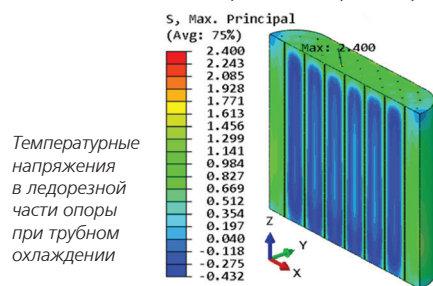 S, Max. Principal
(Avg: 75%)
2.400
2.243
2.085
1.928
1.771
1.613
1.456
1.299
1.141
0.984
0.827
0.669
0.512
0.354
0.197
0.040
-0.118
-0.275
-0.432
Max: 2.400
Температурные
напряжения
в ледорезной
части опоры
при трубном
охлаждении
Z
Y
X